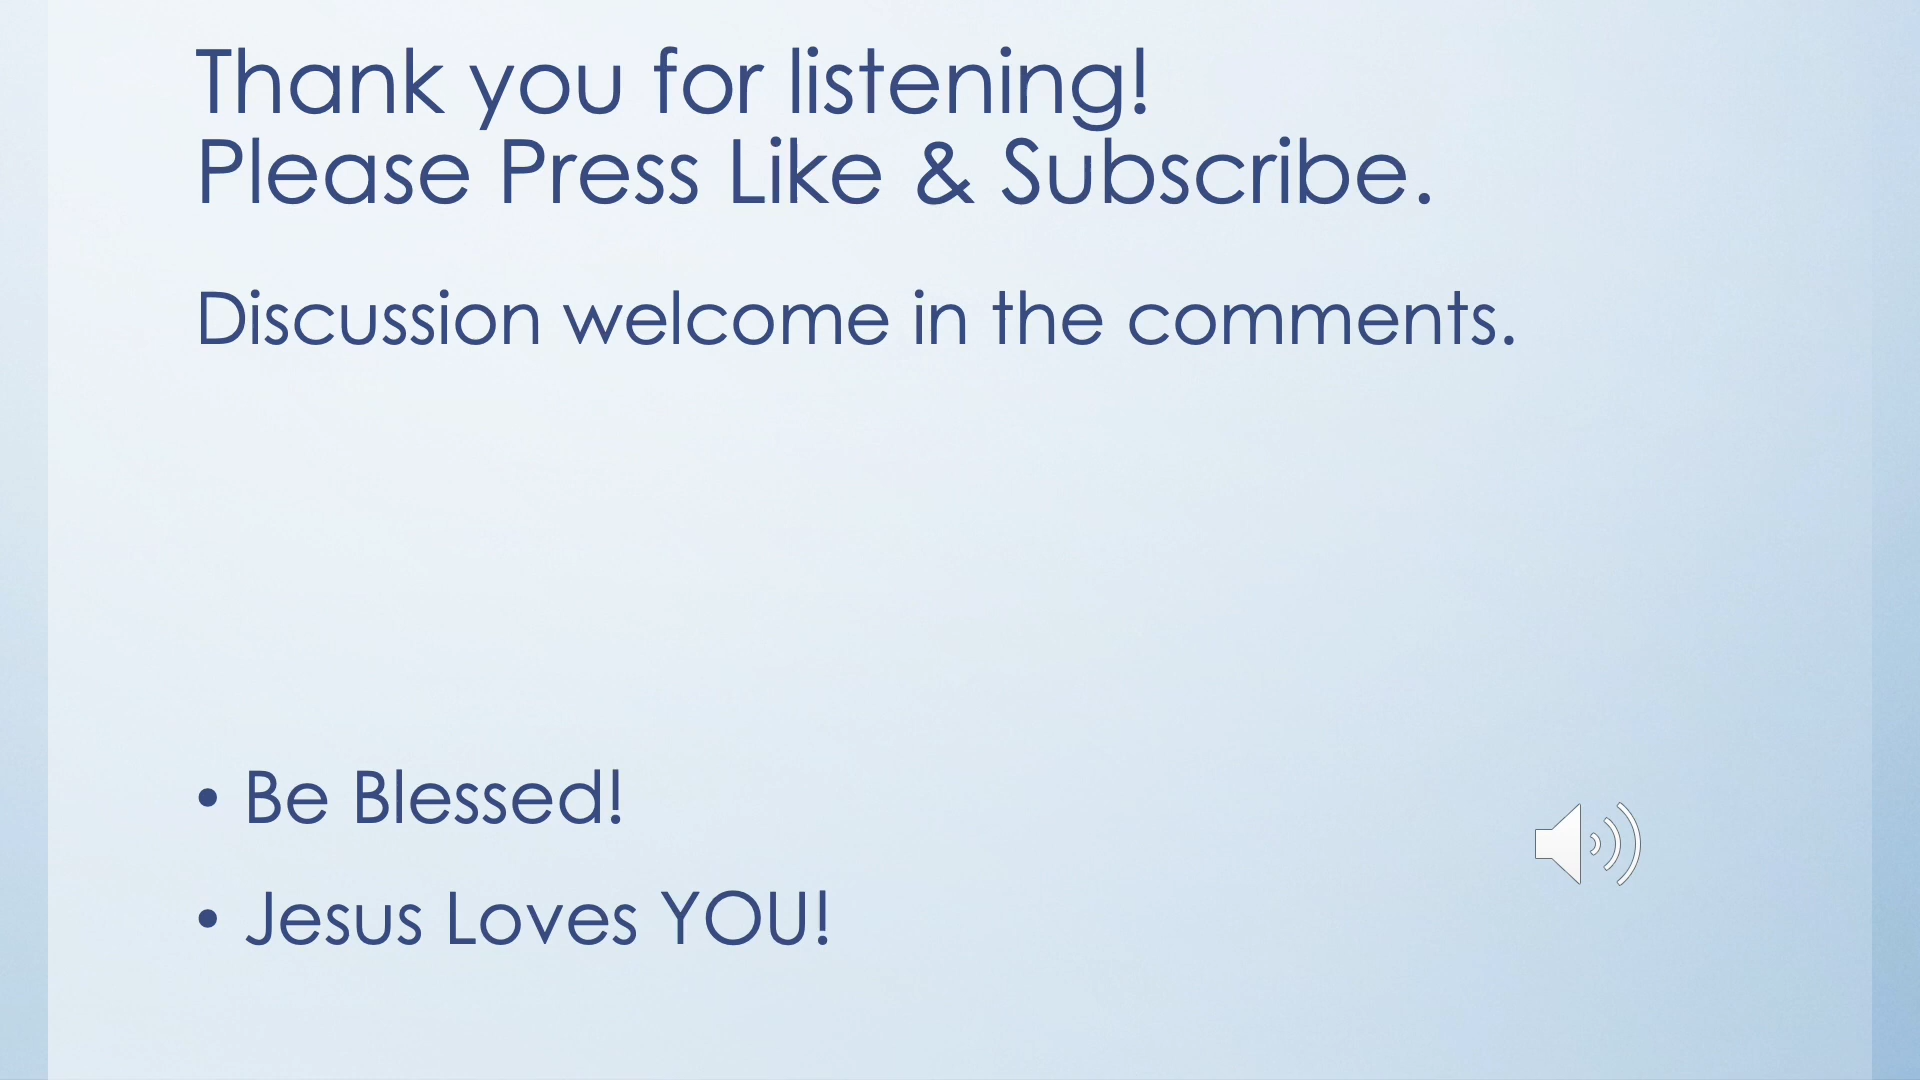 Thank you for listening!
Please Press Like & Subscribe.
Discussion welcome in the comments.
• Be Blessed!
• Jesus Loves YOU!